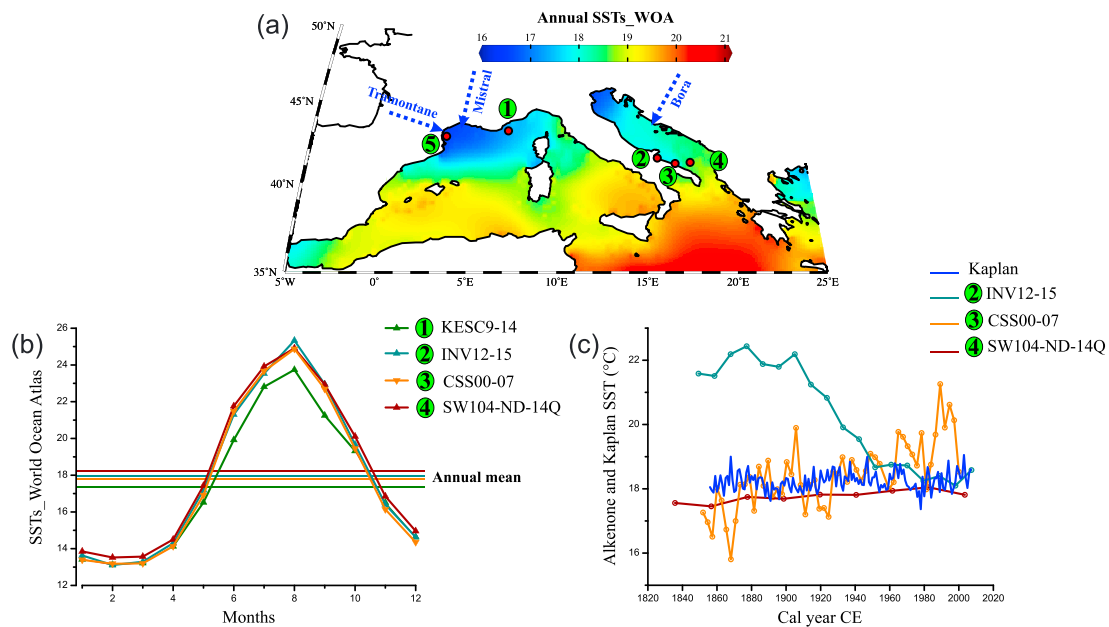 (a)
Annual SSTs_WOA
16 17 18 19 20 21
50˚N
45˚N
40˚N
35˚N
5˚W 0˚E 5˚E 10˚E 15˚E 20˚E 25˚E
Tramontane
Mistral
Bora
1
5
2
3
4
(b)
SSTs_World Ocean Atlas
26
24
22
20
18
16
14
12
2 4 6 8 10 12
Months
1 KESC9-14
2 INV12-15
3 CSS00-07
4 SW104-ND-14Q
Annual mean
(c)
Kaplan
2 INV12-15
3 CSS00-07
4 SW104-ND-14Q
Alkenone and Kaplan SST (°C)
22
20
18
16
1820 1840 1860 1880 1900 1920 1940 1960 1980 2000 2020
Cal year CE